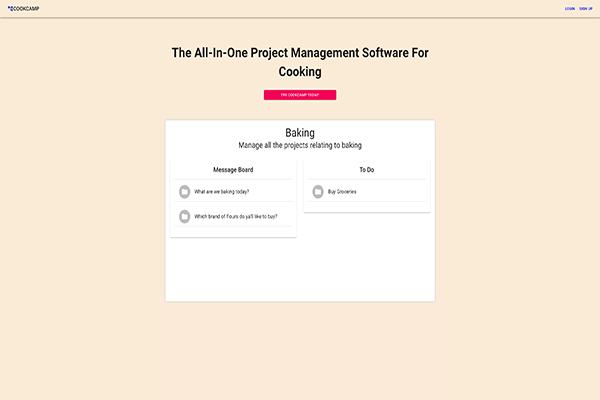 COOKCAMP
LOGIN SIGN UP
The All-In-One Project Management Software For
Cooking
TRY COOKCAMP TODAY!
Baking
Manage all the projects relating to baking
Message Board
What are we baking today?
Which brand of flours do ya'll like to buy?
To Do
Buy Groceries